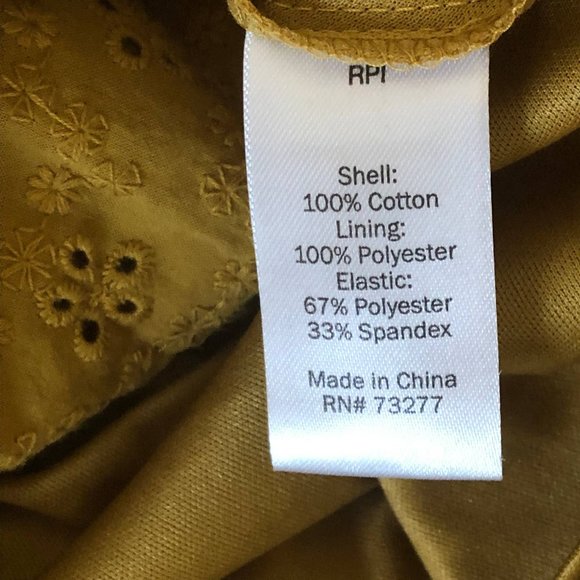 RPI
Shell:
100% Cotton
Lining:
100% Polyester
Elastic:
67% Polyester
33% Spandex
Made in China
RN# 73277